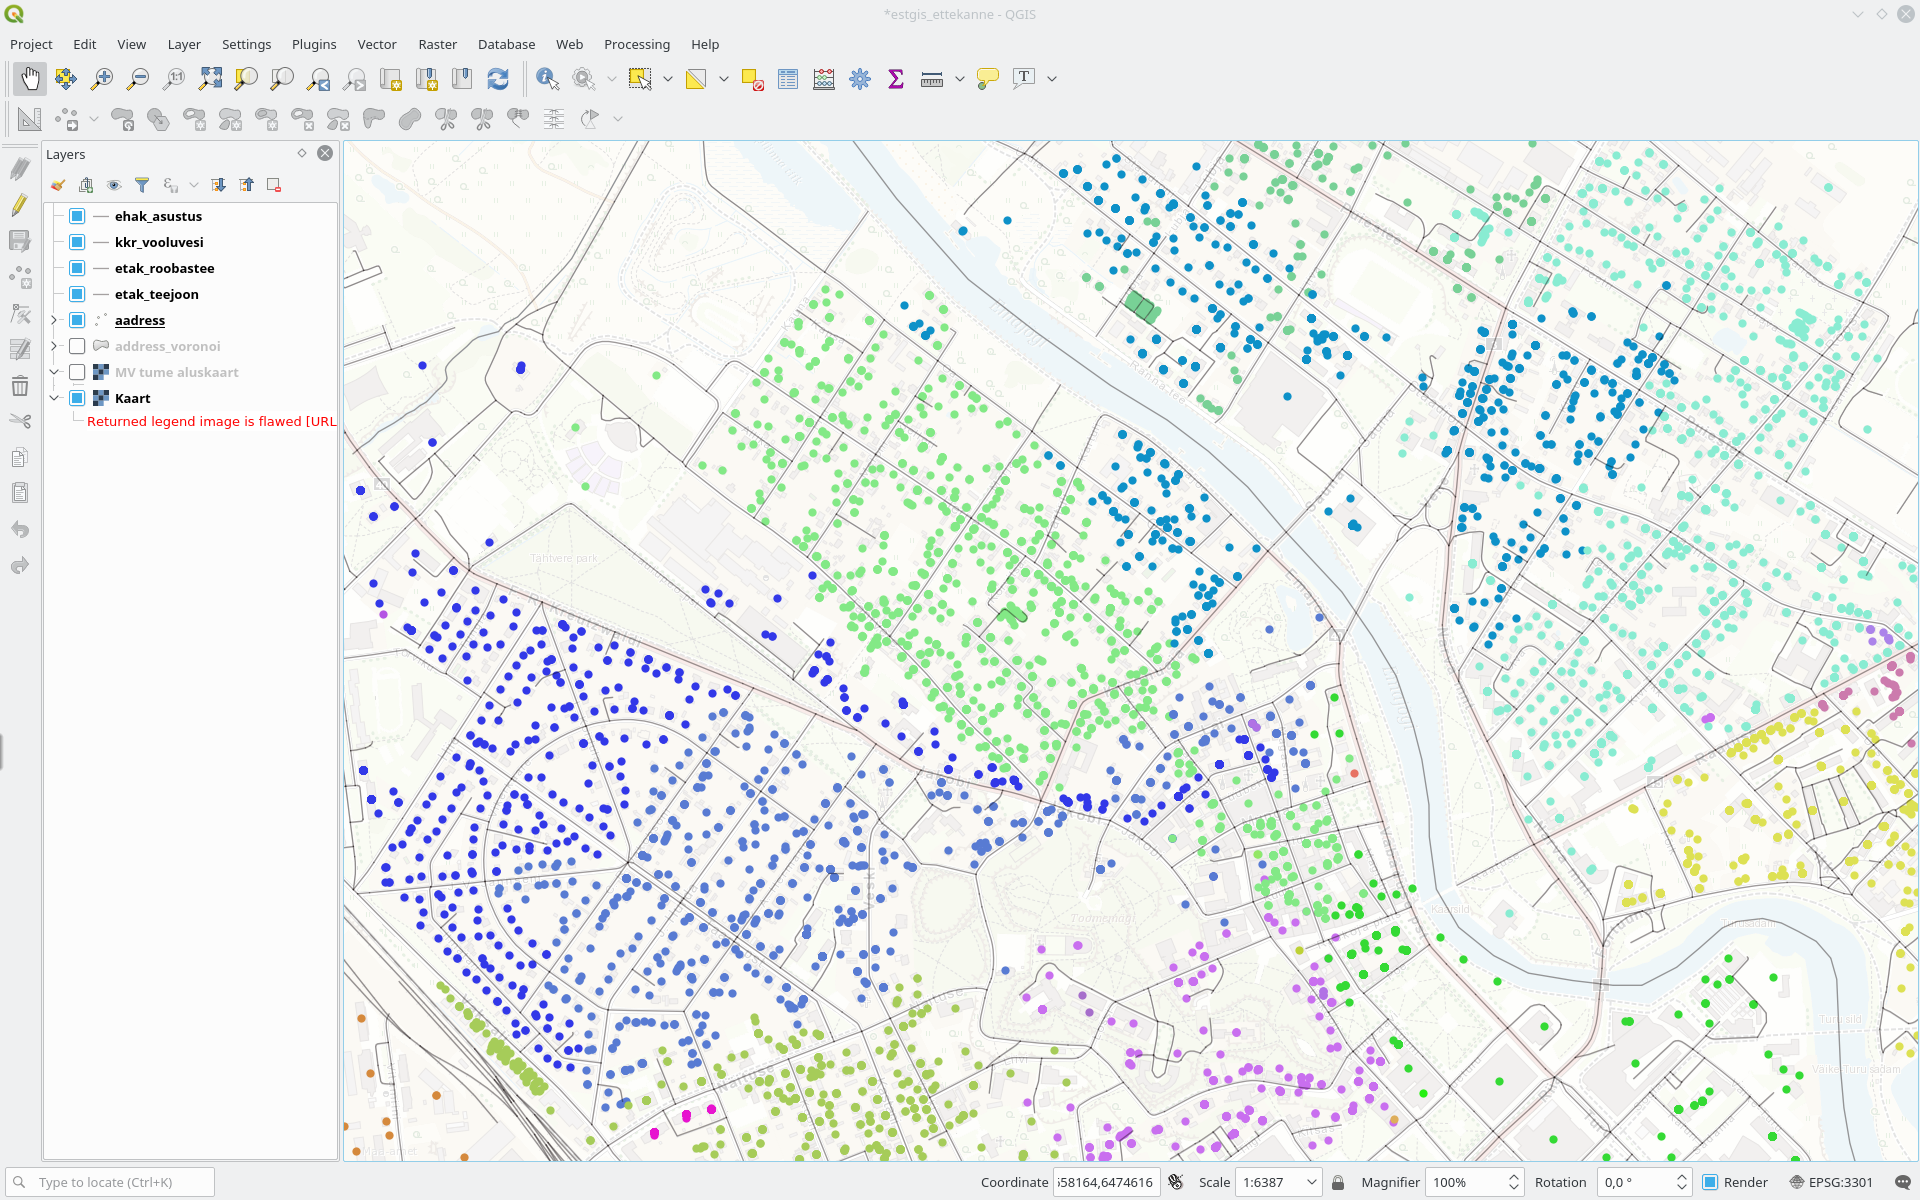 *estgis_ettekanne - QGIS
Project Edit View Layer Settings Plugins Vector Raster Database Web Processing Help
Layers
ehak_asustus
kkr_vooluvesi
etak_roobastee
etak_teejoon
aadress
address_voronoi
MV tume aluskaart
Kaart
Returned legend image is flawed [URL
Tähtvere park
Toomemägi
Kaarsild
Turusadam
Turu sild
Väike-Turu sadam
Type to locate (Ctrl+K)
Coordinate 658164,6474616 Scale 1:6387 Magnifier 100% Rotation 0,0 ° Render EPSG:3301